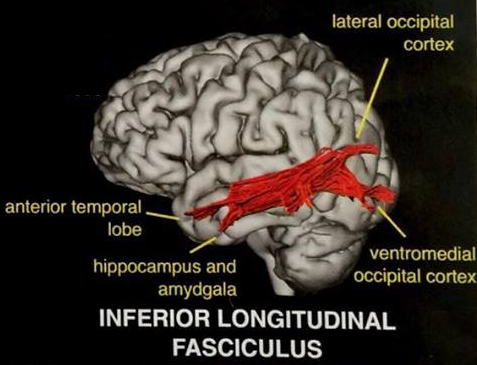 lateral occipital
cortex
anterior temporal
lobe
hippocampus and
amydgala
ventromedial
occipital cortex
INFERIOR LONGITUDINAL
FASCICULUS